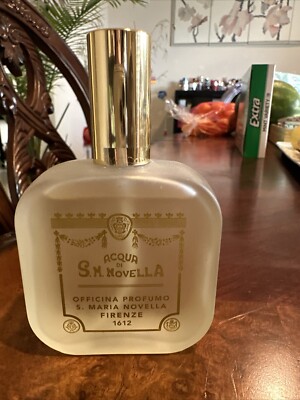 ACQUA
DI
S.M. NOVELLA
OFFICINA PROFUMO
S. MARIA NOVELLA
FIRENZE
1612
Extra